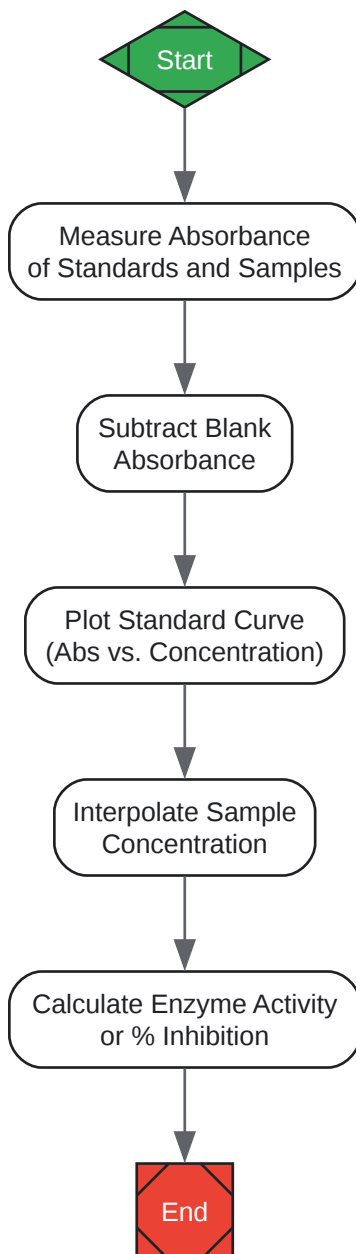 Start
Measure Absorbance
of Standards and Samples
Subtract Blank
Absorbance
Plot Standard Curve
(Abs vs. Concentration)
Interpolate Sample
Concentration
Calculate Enzyme Activity
or % Inhibition
End